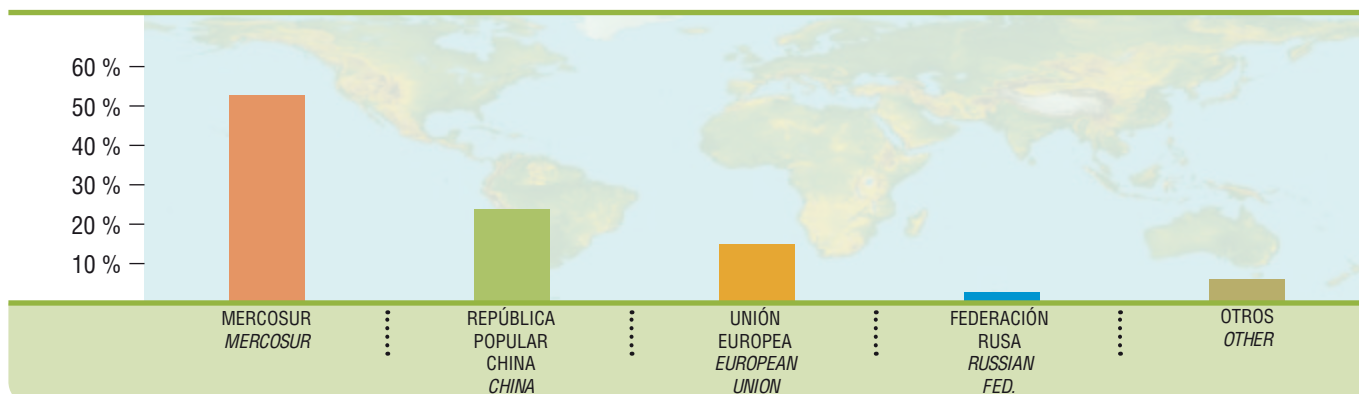 60 %
50 %
40 %
30 %
20 %
10 %
MERCOSUR
MERCOSUR
REPÚBLICA
POPULAR
CHINA
CHINA
UNIÓN
EUROPEA
EUROPEAN
UNION
FEDERACIÓN
RUSA
RUSSIAN
FED.
OTROS
OTHER